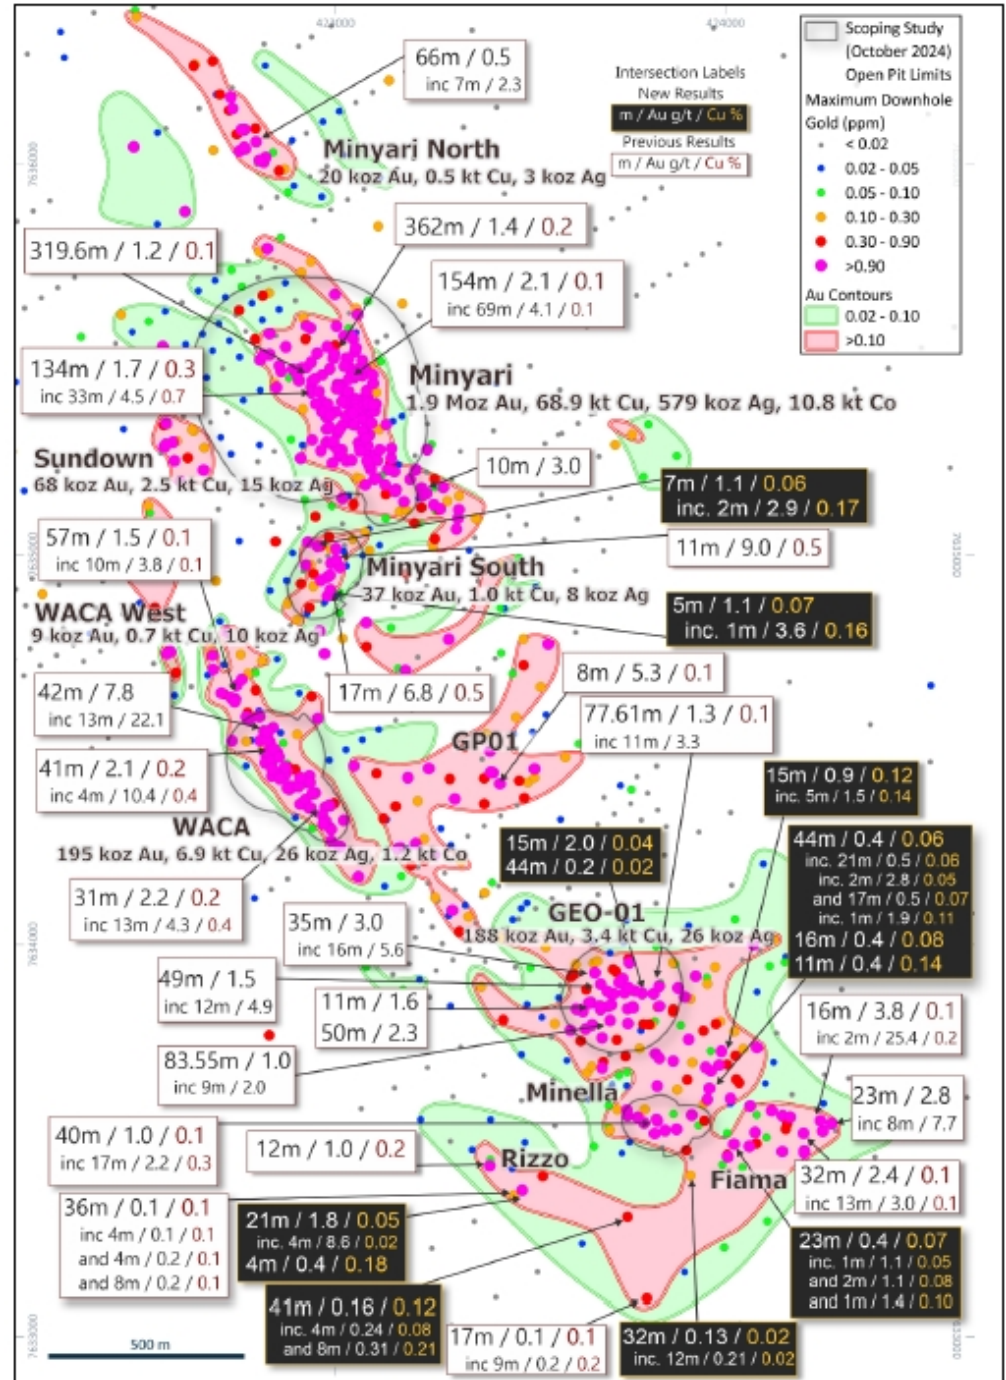 423000
424000
Scoping Study
(October 2024)
Open Pit Limits
Maximum Downhole
Gold (ppm)
< 0.02
0.02 - 0.05
0.05 - 0.10
0.10 - 0.30
0.30 - 0.90
>0.90
Au Contours
0.02 - 0.10
>0.10
Intersection Labels
New Results
m / Au g/t / Cu %
Previous Results
m / Au g/t / Cu %
66m / 0.5
inc 7m / 2.3
7636000
Minyari North
20 koz Au, 0.5 kt Cu, 3 koz Ag
362m / 1.4 / 0.2
319.6m / 1.2 / 0.1
154m / 2.1 / 0.1
inc 69m / 4.1 / 0.1
134m / 1.7 / 0.3
inc 33m / 4.5 / 0.7
Minyari
1.9 Moz Au, 68.9 kt Cu, 579 koz Ag, 10.8 kt Co
Sundown
68 koz Au, 2.5 kt Cu, 15 koz Ag
10m / 3.0
7m / 1.1 / 0.06
inc. 2m / 2.9 / 0.17
57m / 1.5 / 0.1
inc 10m / 3.8 / 0.1
11m / 9.0 / 0.5
7635000
7635000
Minyari South
37 koz Au, 1.0 kt Cu, 8 koz Ag
5m / 1.1 / 0.07
inc. 1m / 3.6 / 0.16
WACA West
9 koz Au, 0.7 kt Cu, 10 koz Ag
42m / 7.8
inc 13m / 22.1
17m / 6.8 / 0.5
8m / 5.3 / 0.1
77.61m / 1.3 / 0.1
inc 11m / 3.3
GP01
41m / 2.1 / 0.2
inc 4m / 10.4 / 0.4
15m / 0.9 / 0.12
inc. 5m / 1.5 / 0.14
WACA
195 koz Au, 6.9 kt Cu, 26 koz Ag, 1.2 kt Co
15m / 2.0 / 0.04
44m / 0.2 / 0.02
44m / 0.4 / 0.06
inc. 21m / 0.5 / 0.06
inc. 2m / 2.8 / 0.05
and 17m / 0.5 / 0.07
inc. 1m / 1.9 / 0.11
16m / 0.4 / 0.08
11m / 0.4 / 0.14
31m / 2.2 / 0.2
inc 13m / 4.3 / 0.4
GEO-01
188 koz Au, 3.4 kt Cu, 26 koz Ag
35m / 3.0
inc 16m / 5.6
7634000
49m / 1.5
inc 12m / 4.9
11m / 1.6
50m / 2.3
16m / 3.8 / 0.1
inc 2m / 25.4 / 0.2
83.55m / 1.0
inc 9m / 2.0
Minella
23m / 2.8
inc 8m / 7.7
40m / 1.0 / 0.1
inc 17m / 2.2 / 0.3
12m / 1.0 / 0.2
Rizzo
Fiama
32m / 2.4 / 0.1
inc 13m / 3.0 / 0.1
36m / 0.1 / 0.1
inc 4m / 0.1 / 0.1
and 4m / 0.2 / 0.1
and 8m / 0.2 / 0.1
21m / 1.8 / 0.05
inc. 4m / 8.6 / 0.02
4m / 0.4 / 0.18
23m / 0.4 / 0.07
inc. 1m / 1.1 / 0.05
and 2m / 1.1 / 0.08
and 1m / 1.4 / 0.10
41m / 0.16 / 0.12
inc. 4m / 0.24 / 0.08
and 8m / 0.31 / 0.21
17m / 0.1 / 0.1
inc 9m / 0.2 / 0.2
32m / 0.13 / 0.02
inc. 12m / 0.21 / 0.02
7633000
500 m